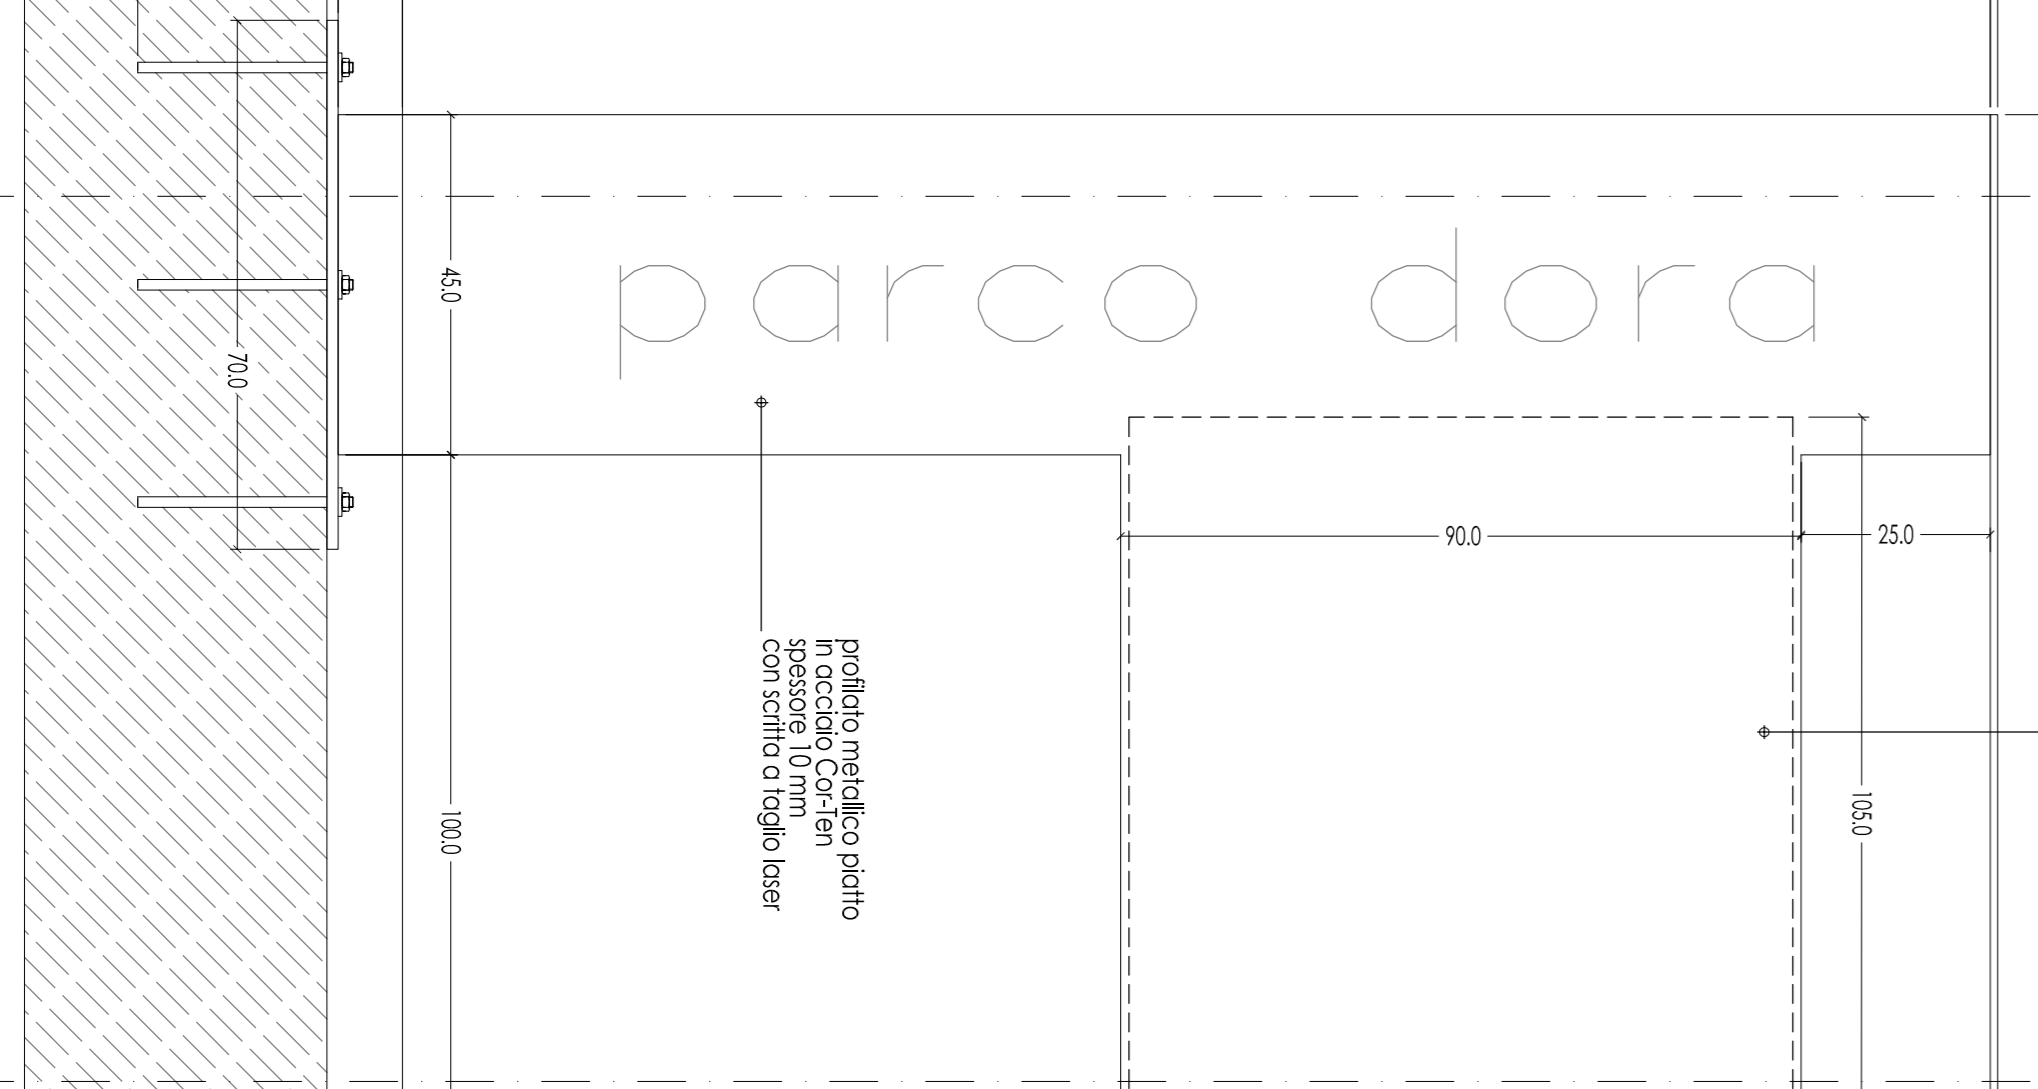 parco dora
45.0
70.0
90.0
25.0
profilato metallico piatto
in acciaio Cor-Ten
spessore 10 mm
con scritta a taglio laser
105.0
100.0